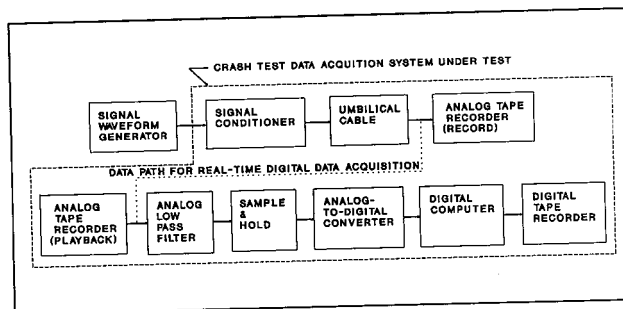 CRASH TEST DATA ACQUITION SYSTEM UNDER TEST
SIGNAL
WAVEFORM
GENERATOR
SIGNAL
CONDITIONER
UMBILICAL
CABLE
ANALOG TAPE
RECORDER
(RECORD)
DATA PATH FOR REAL-TIME DIGITAL DATA ACQUISITION
ANALOG
TAPE
RECORDER
(PLAYBACK)
ANALOG
LOW
PASS
FILTER
SAMPLE
&
HOLD
ANALOG-
TO-DIGITAL
CONVERTER
DIGITAL
COMPUTER
DIGITAL
TAPE
RECORDER